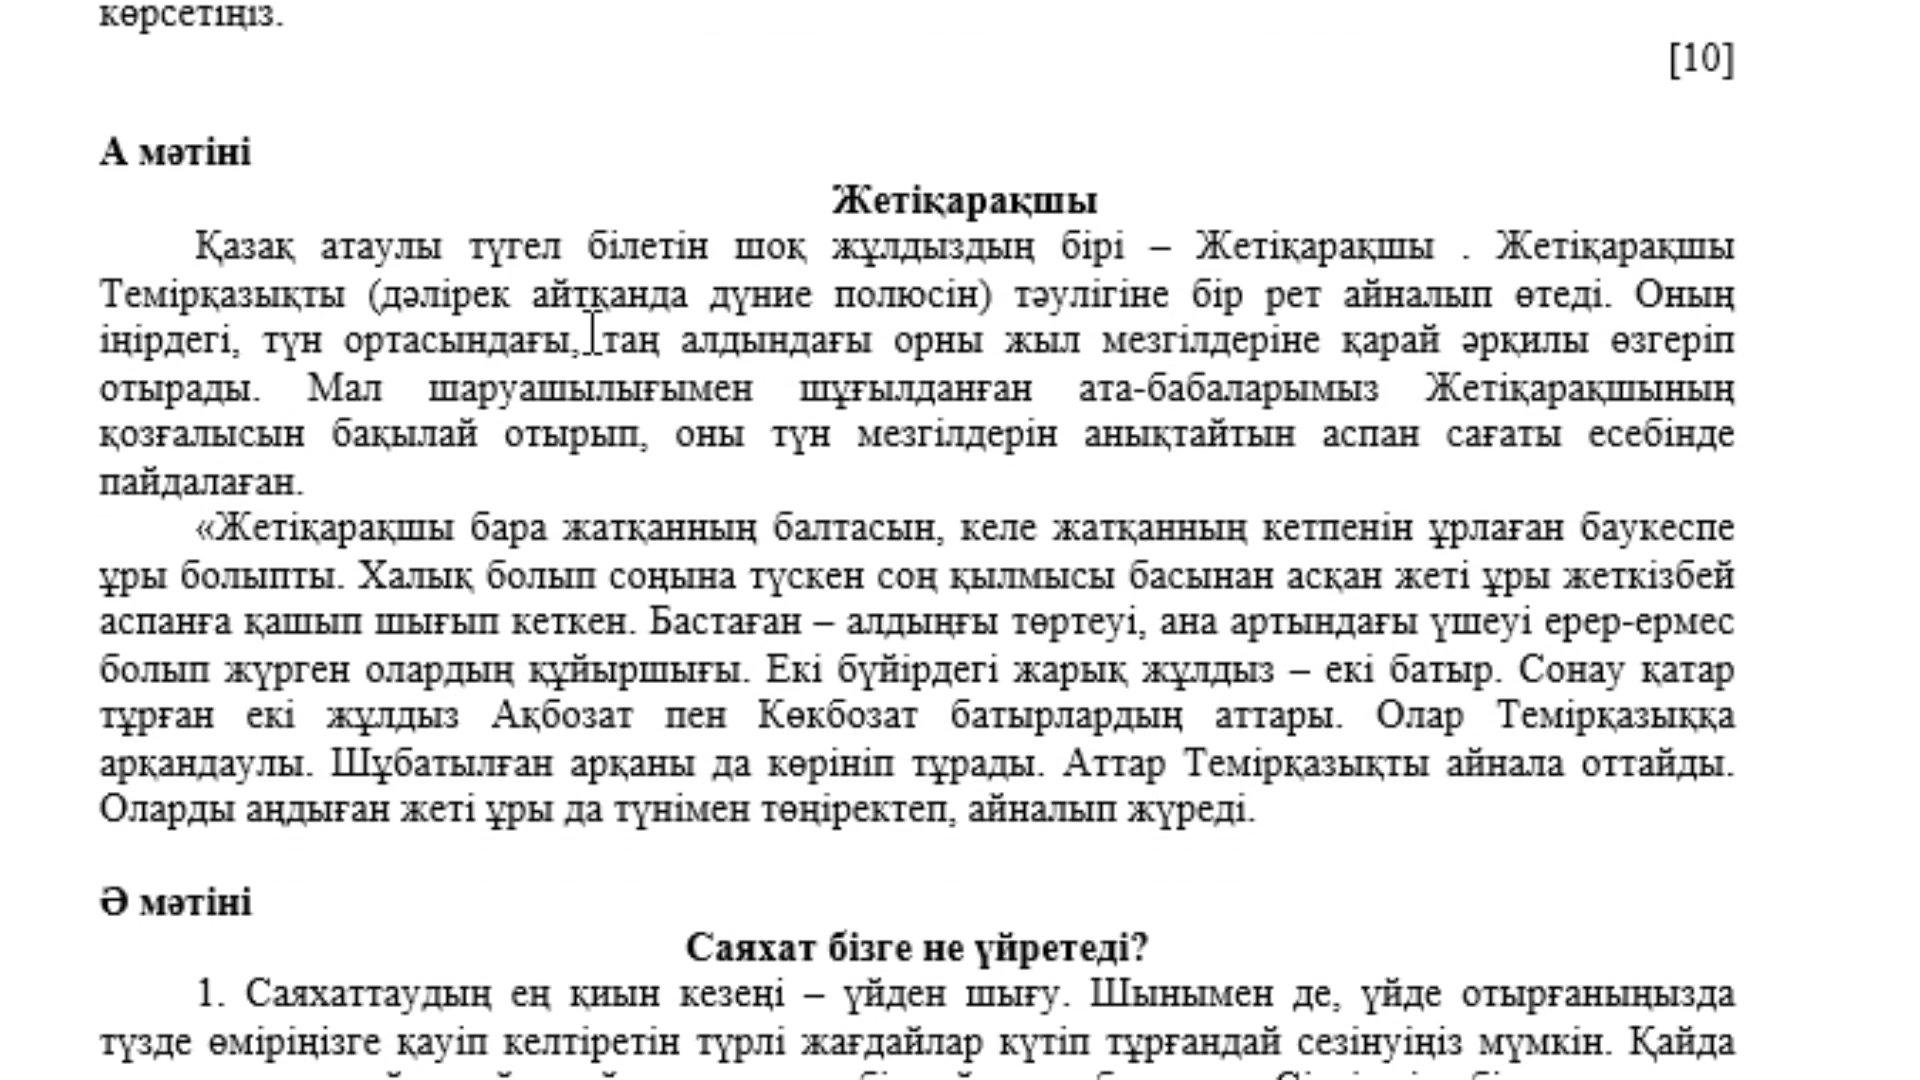 көрсетіңіз.
[10]
А мәтіні
Жетіқарақшы
Қазақ атаулы түгел білетін шоқ жұлдыздың бірі – Жетіқарақшы . Жетіқарақшы
Темірқазықты (дәлірек айтқанда дүние полюсін) тәулігіне бір рет айналып өтеді. Оның
іңірдегі, түн ортасындағы, таң алдындағы орны жыл мезгілдеріне қарай әрқилы өзгеріп
отырады. Мал шаруашылығымен шұғылданған ата-бабаларымыз Жетіқарақшының
қозғалысын бақылай отырып, оны түн мезгілдерін анықтайтын аспан сағаты есебінде
пайдалаған.
«Жетіқарақшы бара жатқанның балтасын, келе жатқанның кетпенін ұрлаған баукеспе
ұры болыпты. Халық болып соңына түскен соң қылмысы басынан асқан жеті ұры жеткізбей
аспанға қашып шығып кеткен. Бастаған – алдыңғы төртеуі, ана артындағы үшеуі ерер-ермес
болып жүрген олардың құйыршығы. Екі бүйірдегі жарық жұлдыз – екі батыр. Сонау қатар
тұрған екі жұлдыз Ақбозат пен Көкбозат батырлардың аттары. Олар Темірқазыққа
арқандаулы. Шұбатылған арқаны да көрініп тұрады. Аттар Темірқазықты айнала оттайды.
Оларды аңдыған жеті ұры да түнімен төңіректеп, айналып жүреді.
Ә мәтіні
Саяхат бізге не үйретеді?
1. Саяхаттаудың ең қиын кезеңі – үйден шығу. Шынымен де, үйде отырғаныңызда
түзде өміріңізге қауіп келтіретін түрлі жағдайлар күтіп тұрғандай сезінуіңіз мүмкін. Қайда